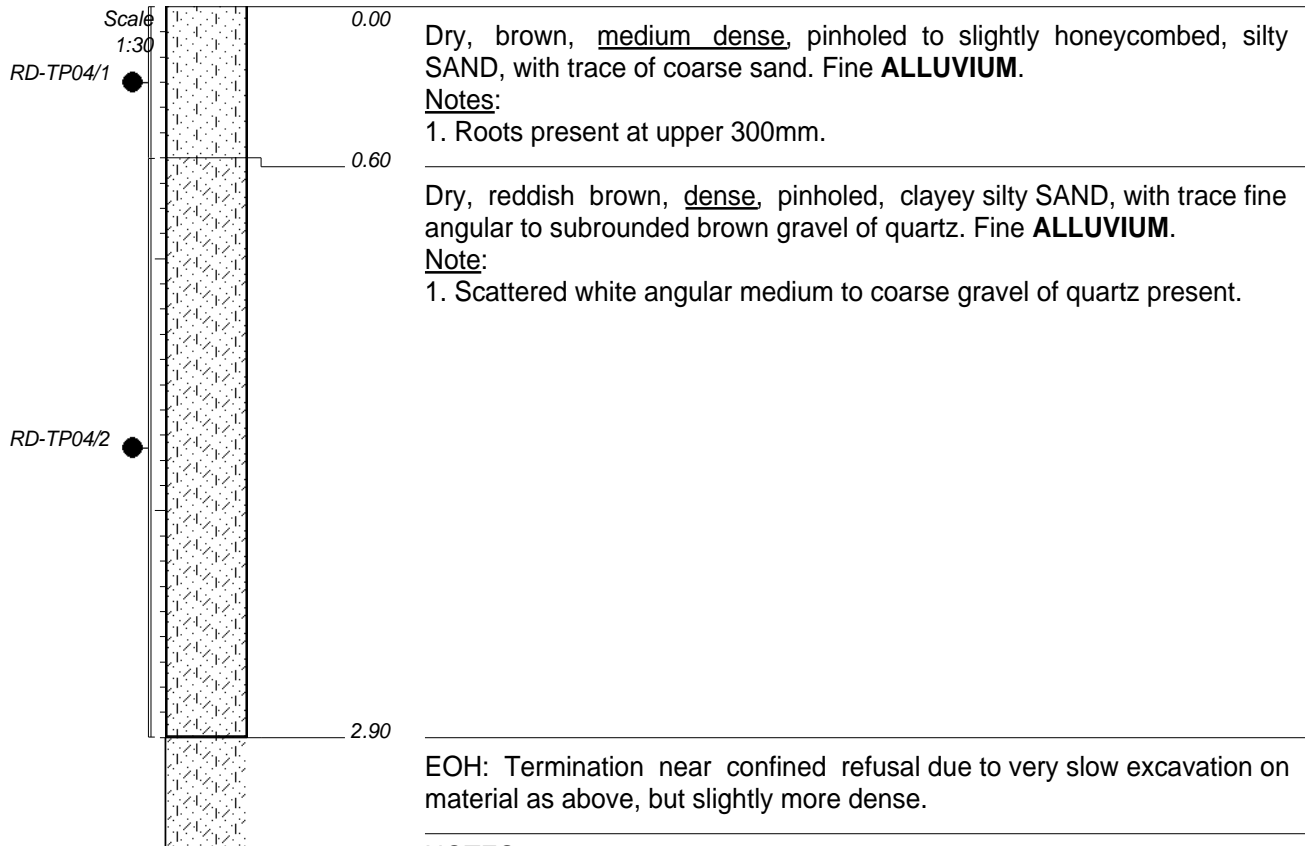 Scale
1:30
0.00
RD-TP04/1
Dry, brown, medium dense, pinholed to slightly honeycombed, silty
SAND, with trace of coarse sand. Fine ALLUVIUM.
Notes:
1. Roots present at upper 300mm.
0.60
Dry, reddish brown, dense, pinholed, clayey silty SAND, with trace fine
angular to subrounded brown gravel of quartz. Fine ALLUVIUM.
Note:
1. Scattered white angular medium to coarse gravel of quartz present.
RD-TP04/2
2.90
EOH: Termination near confined refusal due to very slow excavation on
material as above, but slightly more dense.